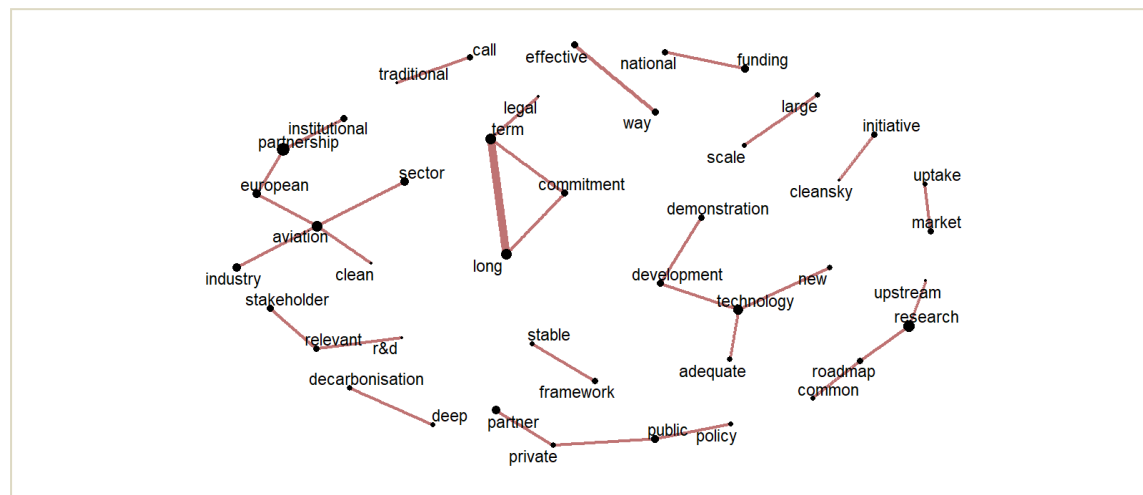 call
traditional
effective
national
funding
legal
large
term
way
institutional
partnership
initiative
scale
sector
european
commitment
cleansky
uptake
demonstration
market
aviation
long
clean
industry
development
new
technology
upstream
stakeholder
research
stable
relevant
r&d
adequate
roadmap
decarbonisation
framework
common
deep
partner
public
policy
private